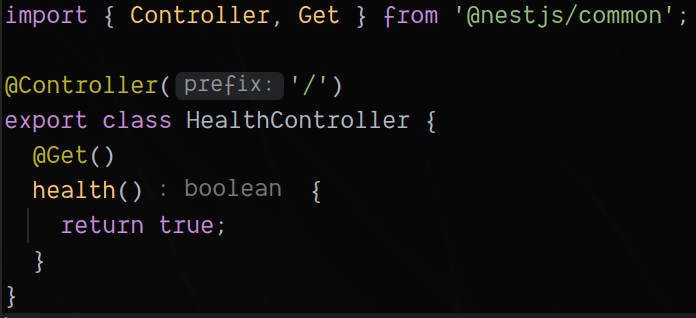 import { Controller, Get } from '@nestjs/common';
@Controller( prefix: '/')
export class HealthController {
@Get()
health() : boolean {
return true;
}
}